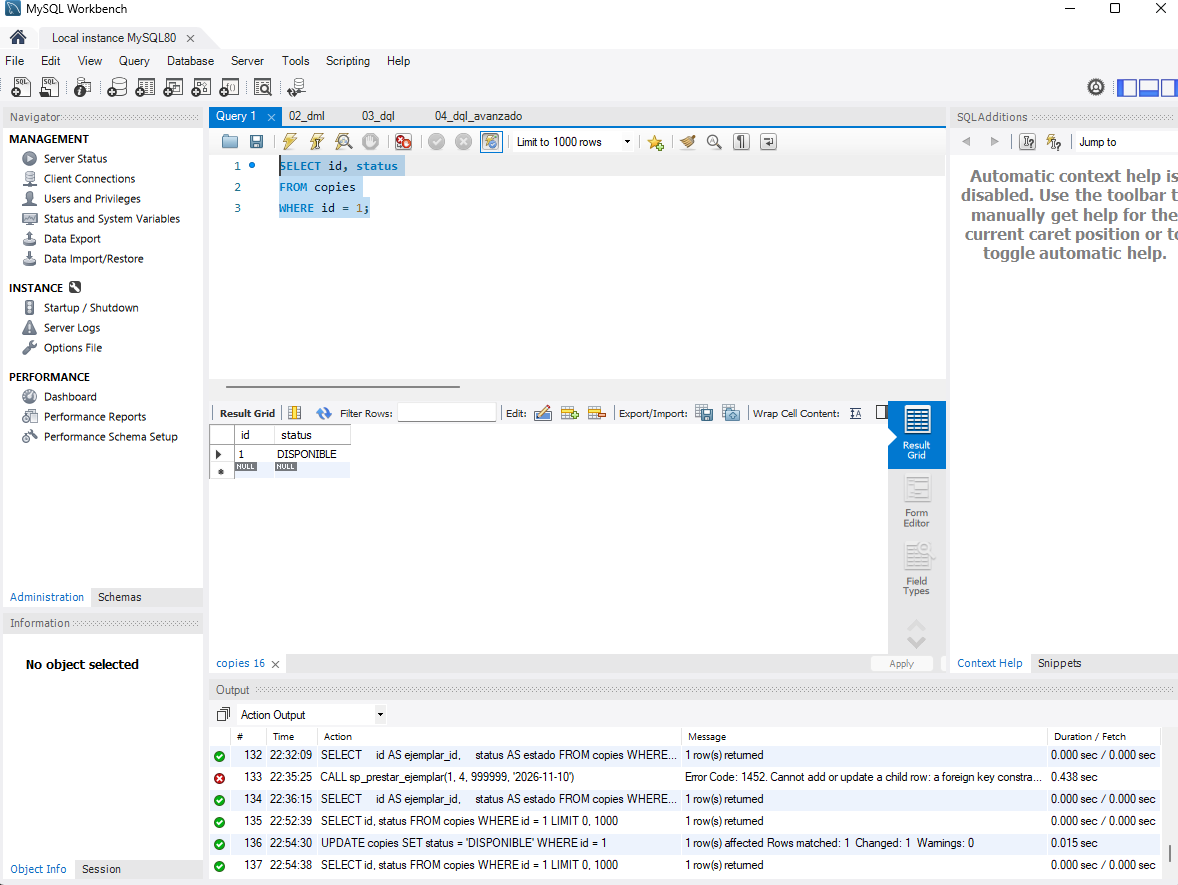 MySQL Workbench
Local instance MySQL80
File Edit View Query Database Server Tools Scripting Help
Navigator
MANAGEMENT
Server Status
Client Connections
Users and Privileges
Status and System Variables
Data Export
Data Import/Restore
INSTANCE
Startup / Shutdown
Server Logs
Options File
PERFORMANCE
Dashboard
Performance Reports
Performance Schema Setup
Administration Schemas
Information
No object selected
Object Info Session
Query 1 02_dml 03_dql 04_dql_avanzado
Limit to 1000 rows
1 SELECT id, status
2 FROM copies
3 WHERE id = 1;
Result Grid Filter Rows: Edit: Export/Import: Wrap Cell Content:
id status
1 DISPONIBLE
NULL NULL
Result Grid
Form Editor
Field Types
copies 16
Apply
SQLAdditions
Jump to
Automatic context help is
disabled. Use the toolbar t
manually get help for the
current caret position or to
toggle automatic help.
Context Help Snippets
Output
Action Output
# Time Action Message Duration / Fetch
132 22:32:09 SELECT id AS ejemplar_id, status AS estado FROM copies WHERE... 1 row(s) returned 0.000 sec / 0.000 sec
133 22:35:25 CALL sp_prestar_ejemplar(1, 4, 999999, '2026-11-10') Error Code: 1452. Cannot add or update a child row: a foreign key constra... 0.438 sec
134 22:36:15 SELECT id AS ejemplar_id, status AS estado FROM copies WHERE... 1 row(s) returned 0.000 sec / 0.000 sec
135 22:52:39 SELECT id, status FROM copies WHERE id = 1 LIMIT 0, 1000 1 row(s) returned 0.000 sec / 0.000 sec
136 22:54:30 UPDATE copies SET status = 'DISPONIBLE' WHERE id = 1 1 row(s) affected Rows matched: 1 Changed: 1 Warnings: 0 0.015 sec
137 22:54:38 SELECT id, status FROM copies WHERE id = 1 LIMIT 0, 1000 1 row(s) returned 0.000 sec / 0.000 sec